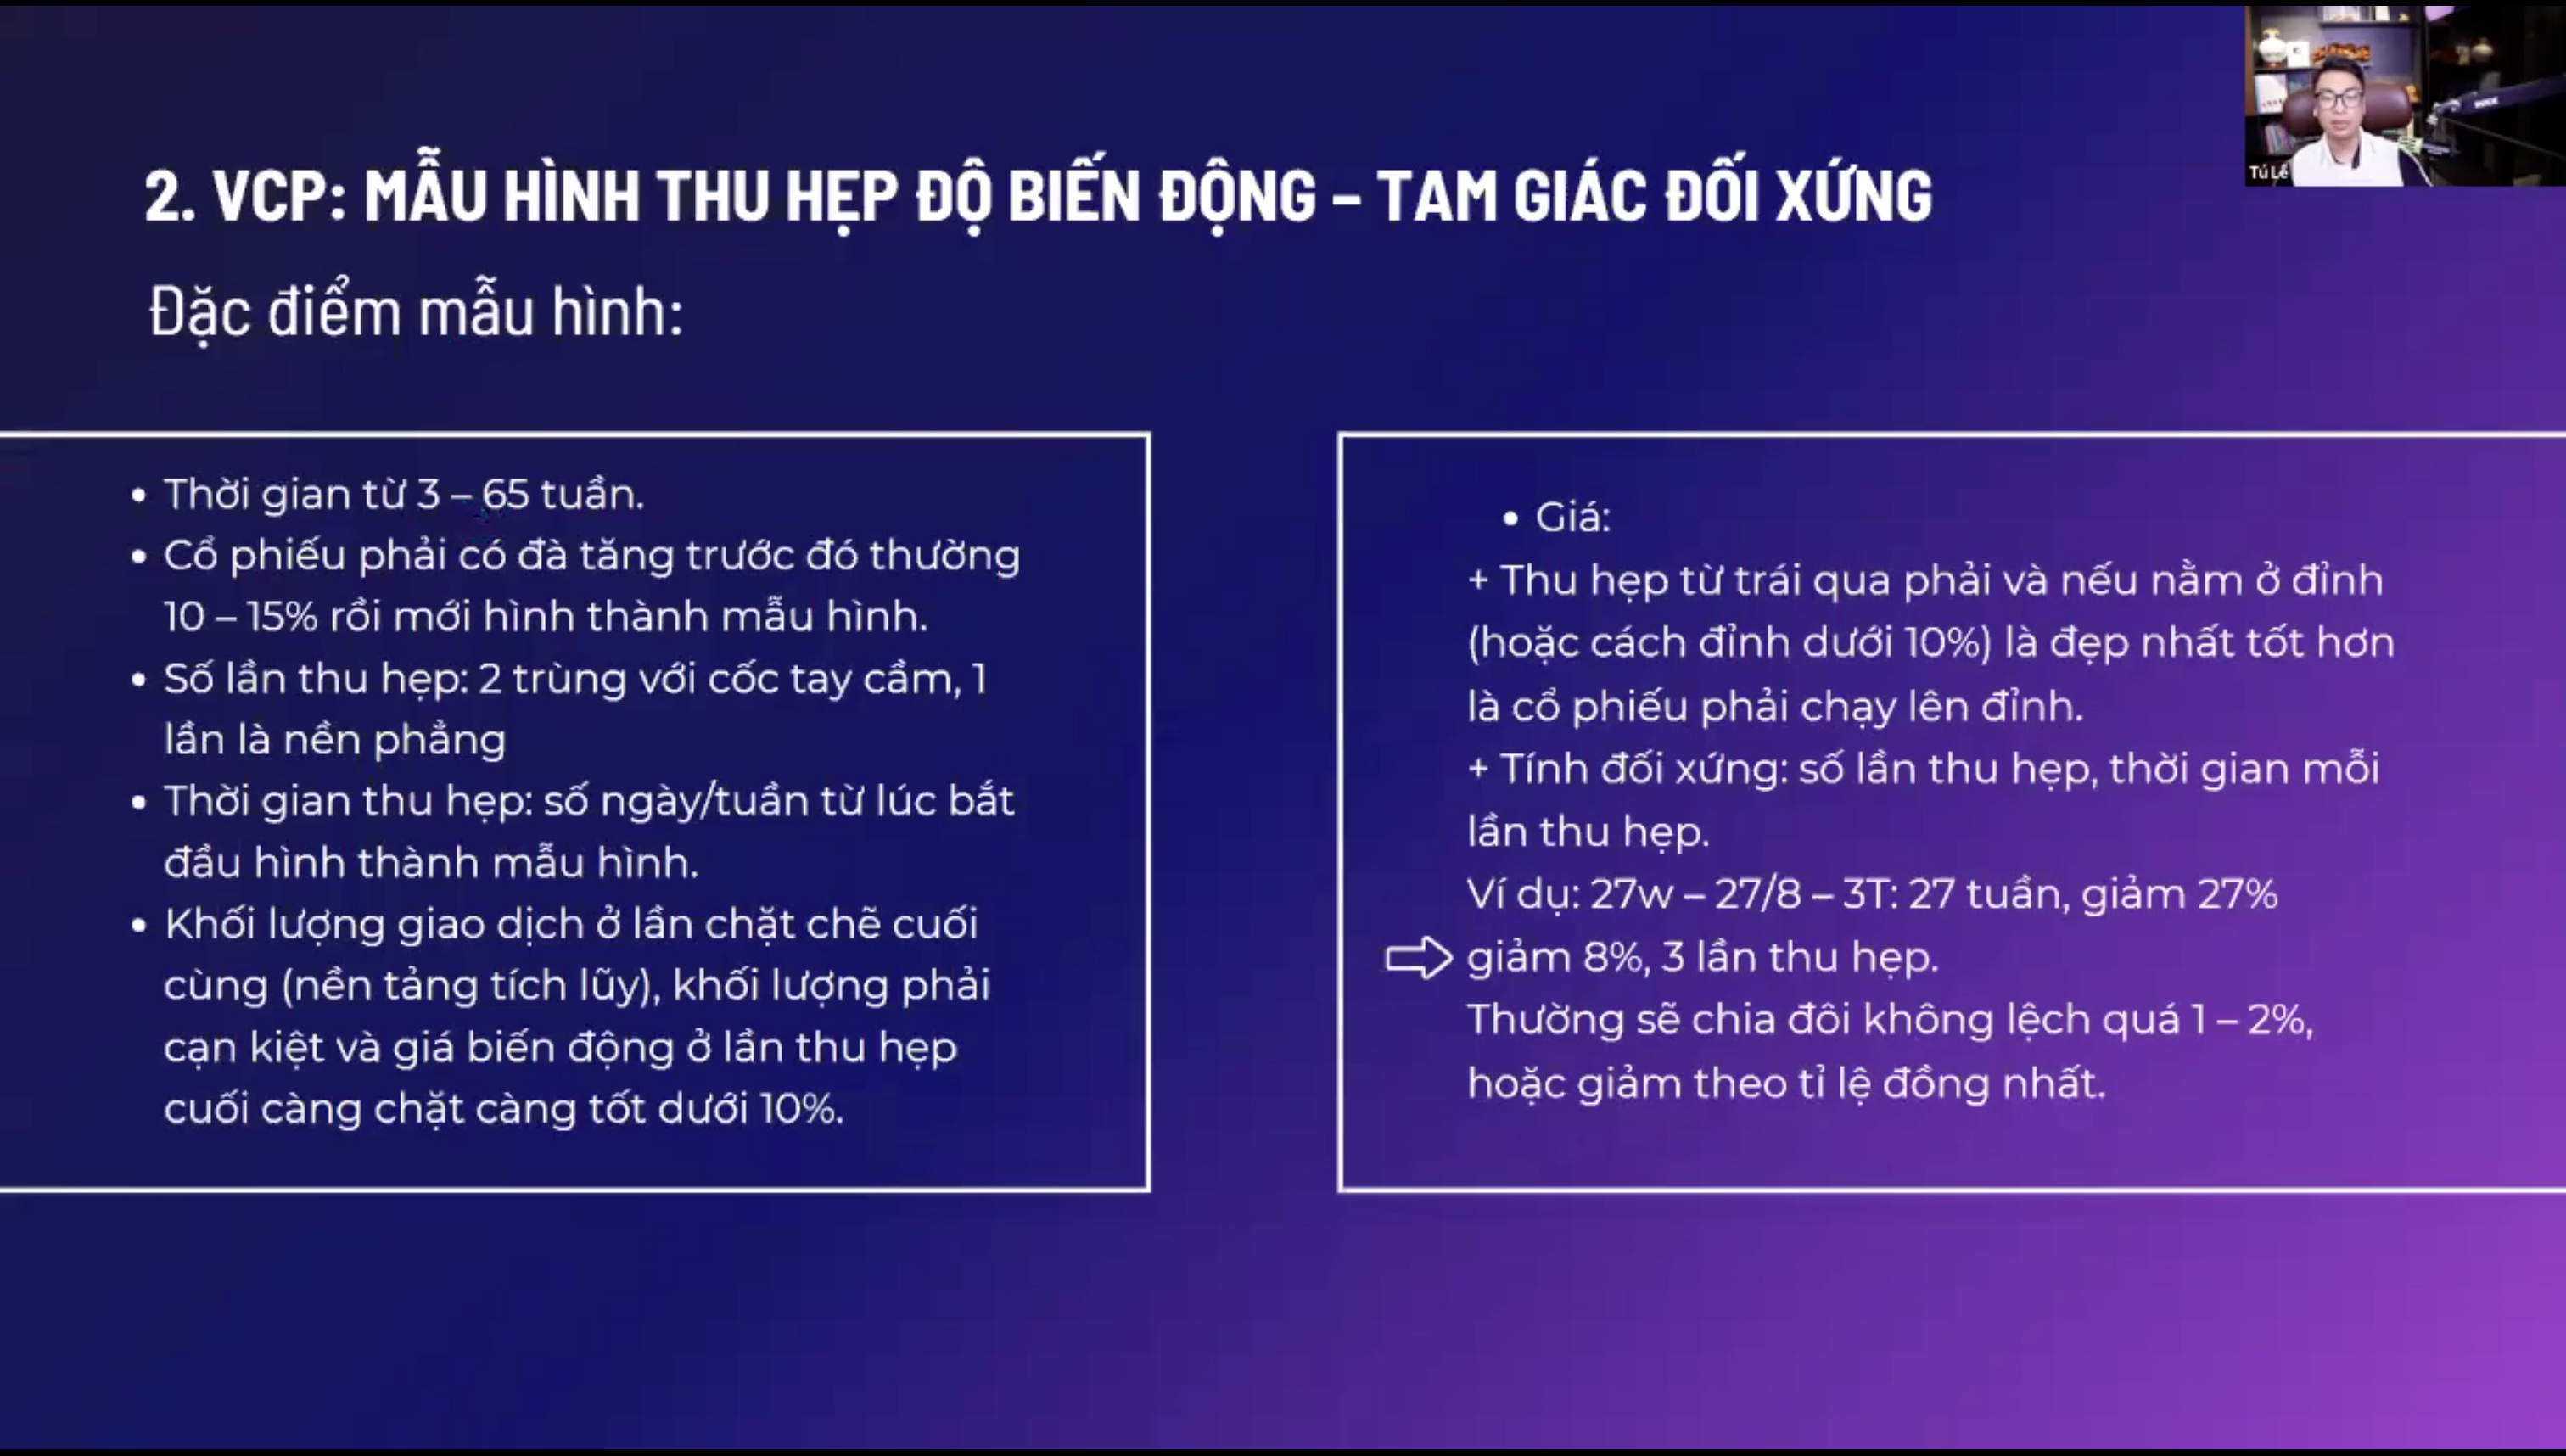 2. VCP: MẪU HÌNH THU HẸP ĐỘ BIẾN ĐỘNG – TAM GIÁC ĐỐI XỨNG
Đặc điểm mẫu hình:
• Thời gian từ 3 – 65 tuần.
• Cổ phiếu phải có đà tăng trước đó thường
10 – 15% rồi mới hình thành mẫu hình.
• Số lần thu hẹp: 2 trùng với cốc tay cầm, 1
lần là nền phẳng
• Thời gian thu hẹp: số ngày/tuần từ lúc bắt
đầu hình thành mẫu hình.
• Khối lượng giao dịch ở lần chặt chẽ cuối
cùng (nền tảng tích lũy), khối lượng phải
cạn kiệt và giá biến động ở lần thu hẹp
cuối càng chặt càng tốt dưới 10%.
• Giá:
+ Thu hẹp từ trái qua phải và nếu nằm ở đỉnh
(hoặc cách đỉnh dưới 10%) là đẹp nhất tốt hơn
là cổ phiếu phải chạy lên đỉnh.
+ Tính đối xứng: số lần thu hẹp, thời gian mỗi
lần thu hẹp.
Ví dụ: 27w – 27/8 – 3T: 27 tuần, giảm 27%
giảm 8%, 3 lần thu hẹp.
Thường sẽ chia đôi không lệch quá 1 – 2%,
hoặc giảm theo tỉ lệ đồng nhất.
Tú Lê